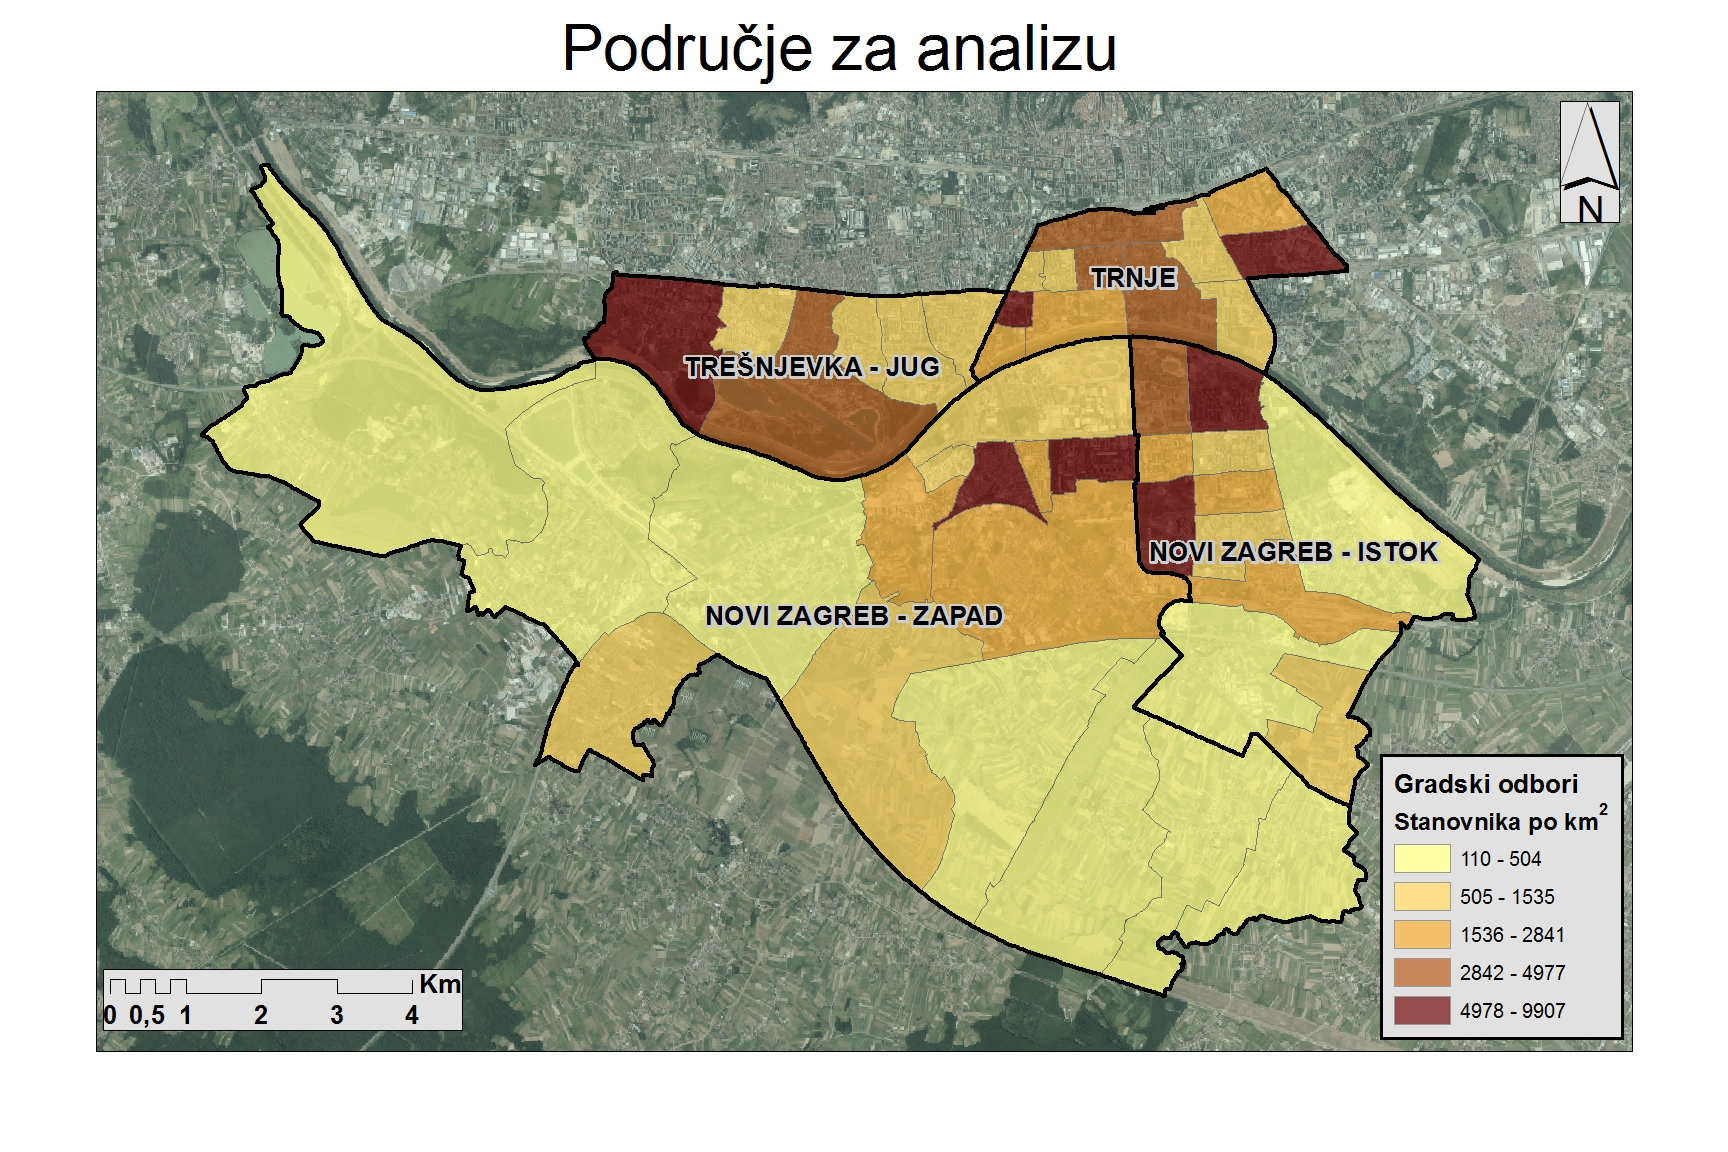 Područje za analizu
N
TRNJE
TREŠNJEVKA - JUG
NOVI ZAGREB - ISTOK
NOVI ZAGREB - ZAPAD
Gradski odbori
Stanovnika po km²
110 - 504
505 - 1535
1536 - 2841
2842 - 4977
4978 - 9907
Km
0 0,5 1 2 3 4